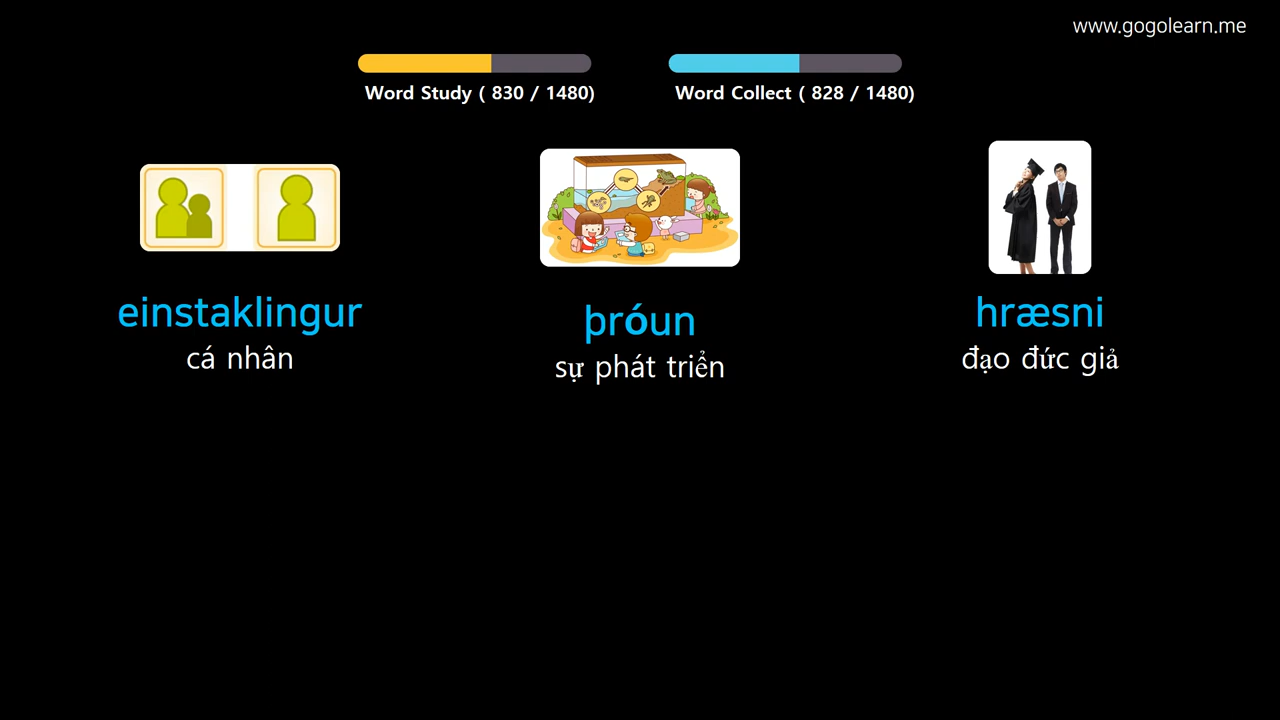 www.gogolearn.me
Word Study ( 830 / 1480)
Word Collect ( 828 / 1480)
einstaklingur
cá nhân
þróun
sự phát triển
hræsni
đạo đức giả